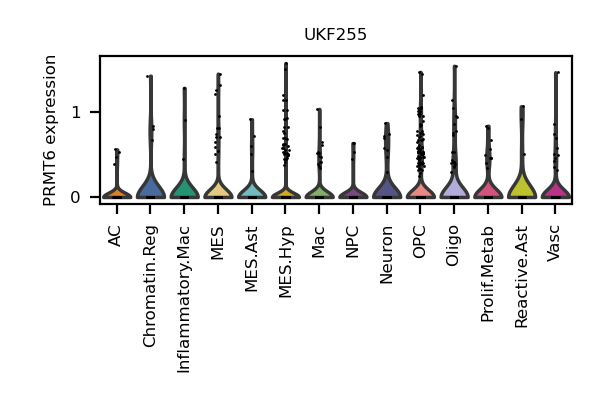 UKF255
PRMT6 expression
1
0
AC
Chromatin.Reg
Inflammatory.Mac
MES
MES.Ast
MES.Hyp
Mac
NPC
Neuron
OPC
Oligo
Prolif.Metab
Reactive.Ast
Vasc